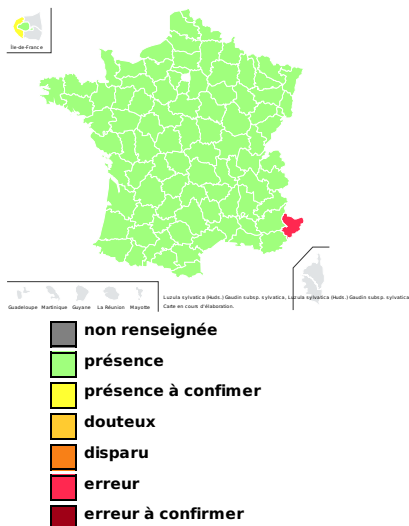 Île-de-France
Guadeloupe Martinique Guyane La Réunion Mayotte
Luzula sylvatica (Huds.) Gaudin subsp. sylvatica, Luzula sylvatica (Huds.) Gaudin subsp. sylvatica
Carte en cours d'élaboration.
non renseignée
présence
présence à confimer
douteux
disparu
erreur
erreur à confirmer